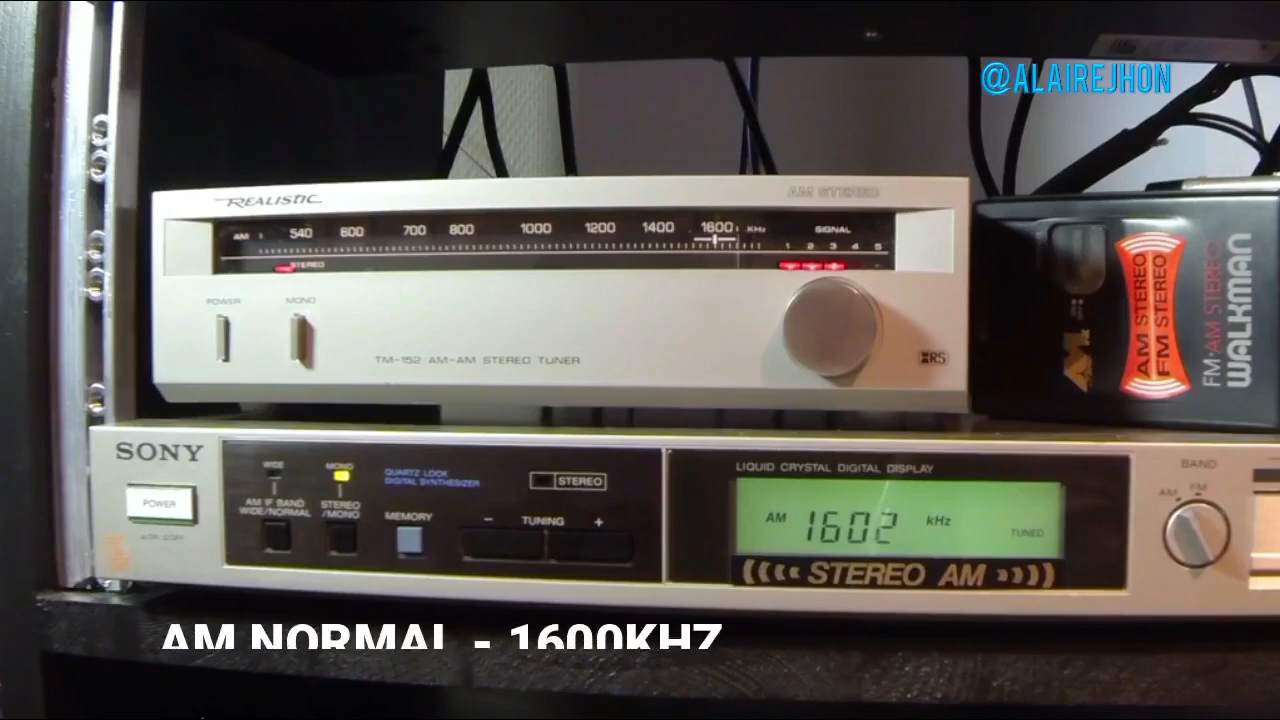 @ALAIREJHON
REALISTIC
AM STEREO
AM 540 600 700 800 1000 1200 1400 1600 KHz
SIGNAL
1 2 3 4 5
STEREO
POWER
MONO
TM-152 AM-AM STEREO TUNER
RS
AM STEREO
FM STEREO
FM·AM STEREO
WALKMAN
SONY
POWER
WIDE
MONO
AM IF BAND
WIDE/NORMAL
STEREO
/MONO
QUARTZ LOCK
DIGITAL SYNTHESIZER
MEMORY
STEREO
− TUNING +
LIQUID CRYSTAL DIGITAL DISPLAY
AM 1602 kHz
TUNED
STEREO AM
BAND
AM FM
AM NORMAL - 1600KHZ